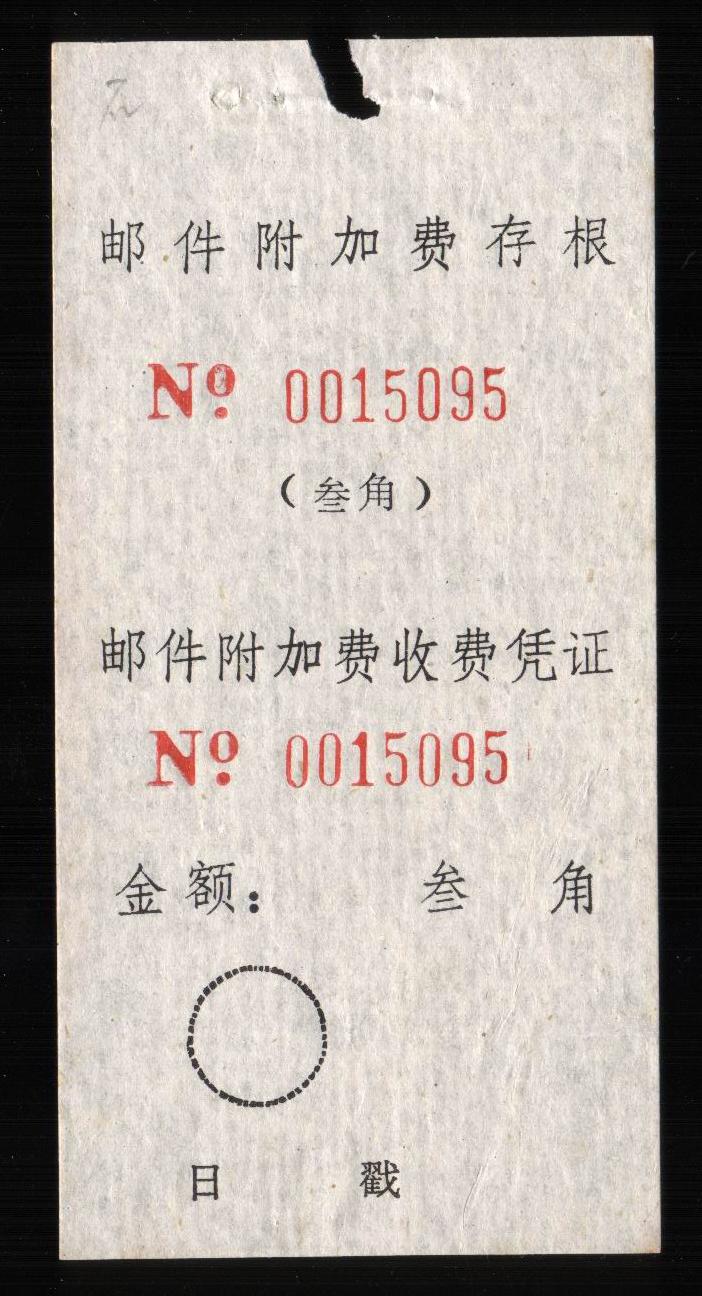 邮件附加费存根
№ 0015095
（叁角）
邮件附加费收费凭证
№ 0015095
金额： 叁 角
日 戳